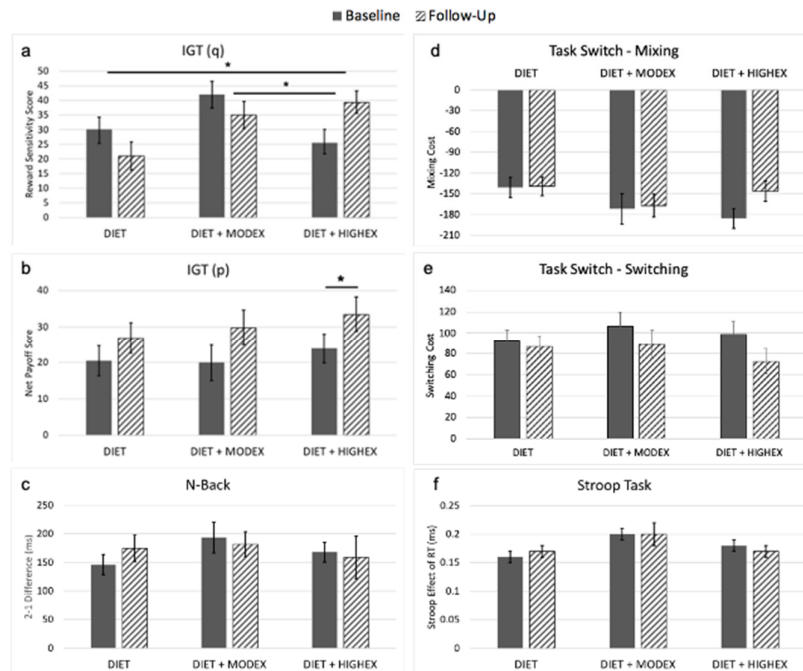 Baseline Follow-Up
a
IGT (q)
*
*
Reward Sensitivity Score
50
45
40
35
30
25
20
15
10
5
0
DIET DIET + MODEX DIET + HIGHEX
b
IGT (p)
*
Net Payoff Sore
40
30
20
10
0
DIET DIET + MODEX DIET + HIGHEX
c
N-Back
2-1 Difference (ms)
250
200
150
100
50
0
DIET DIET + MODEX DIET + HIGHEX
d
Task Switch - Mixing
DIET DIET + MODEX DIET + HIGHEX
Mixing Cost
0
-30
-60
-90
-120
-150
-180
-210
e
Task Switch - Switching
Switching Cost
140
120
100
80
60
40
20
0
DIET DIET + MODEX DIET + HIGHEX
f
Stroop Task
Stroop Effect of RT (ms)
0.25
0.2
0.15
0.1
0.05
0
DIET DIET + MODEX DIET + HIGHEX